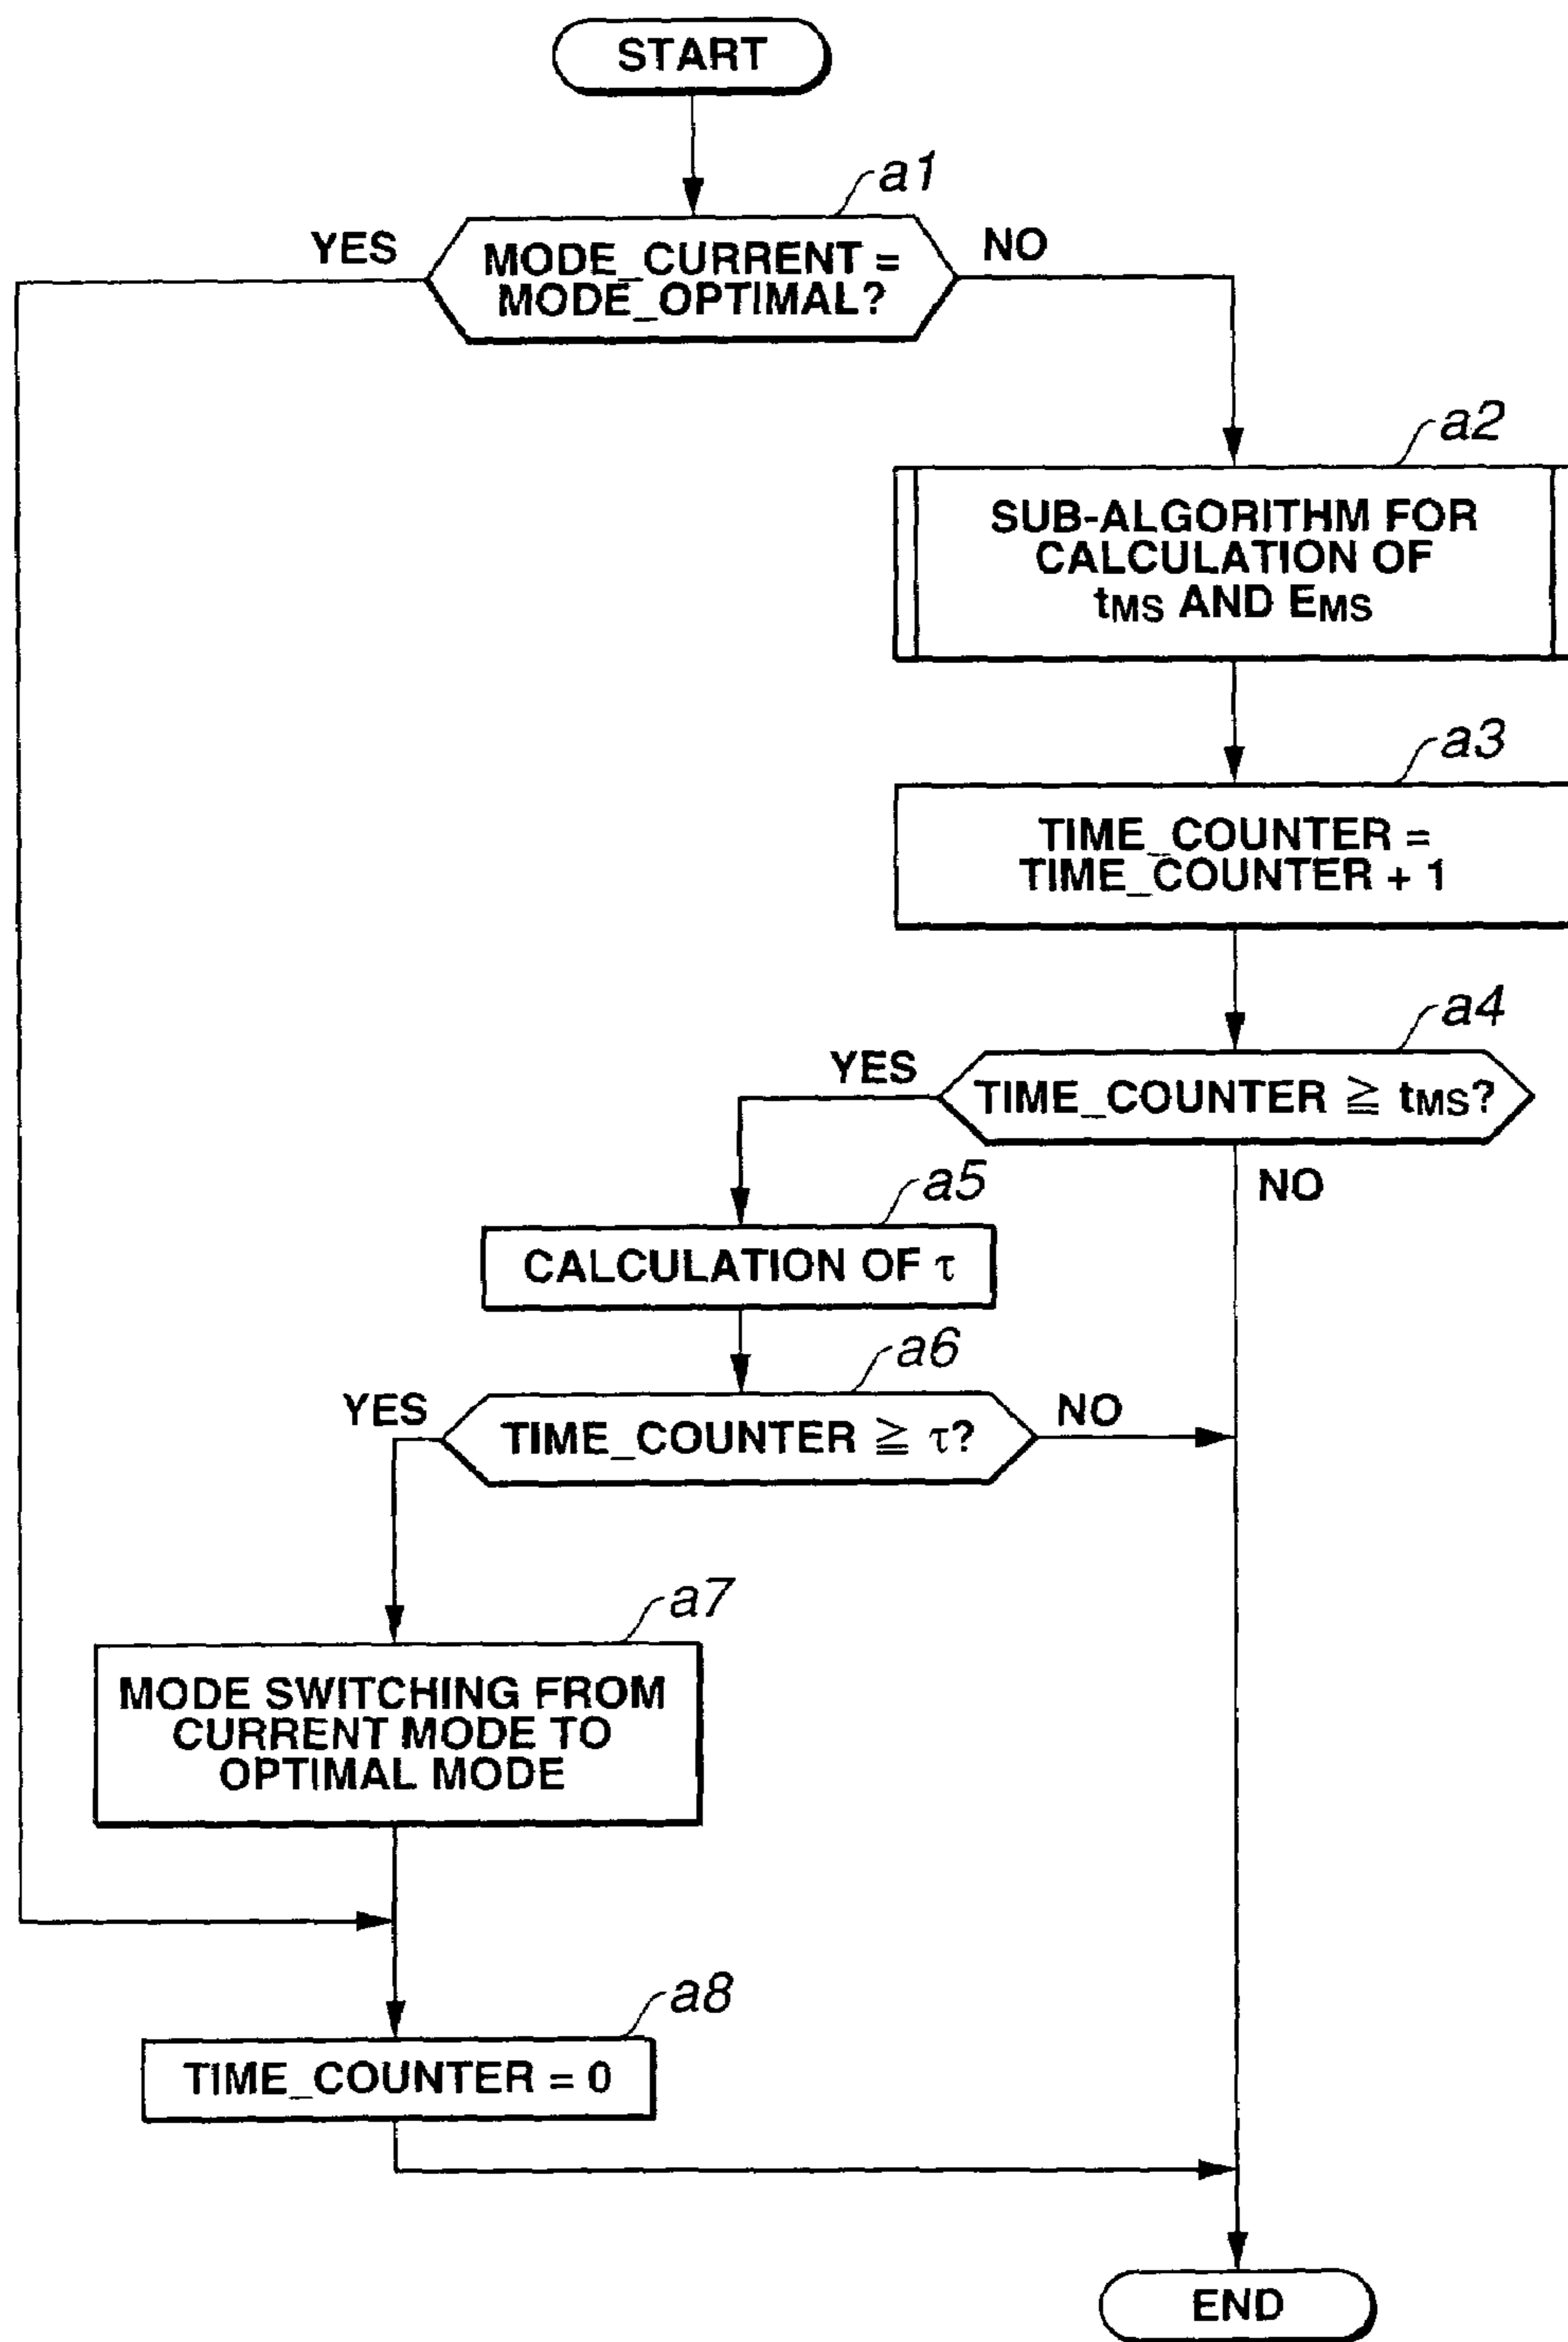 START
a1
YES
MODE_CURRENT =
MODE_OPTIMAL?
NO
a2
SUB-ALGORITHM FOR
CALCULATION OF
tMS AND EMS
a3
TIME_COUNTER =
TIME_COUNTER + 1
a4
YES
TIME_COUNTER ≧ tMS?
NO
a5
CALCULATION OF τ
a6
YES
TIME_COUNTER ≧ τ?
NO
a7
MODE SWITCHING FROM
CURRENT MODE TO
OPTIMAL MODE
a8
TIME_COUNTER = 0
END